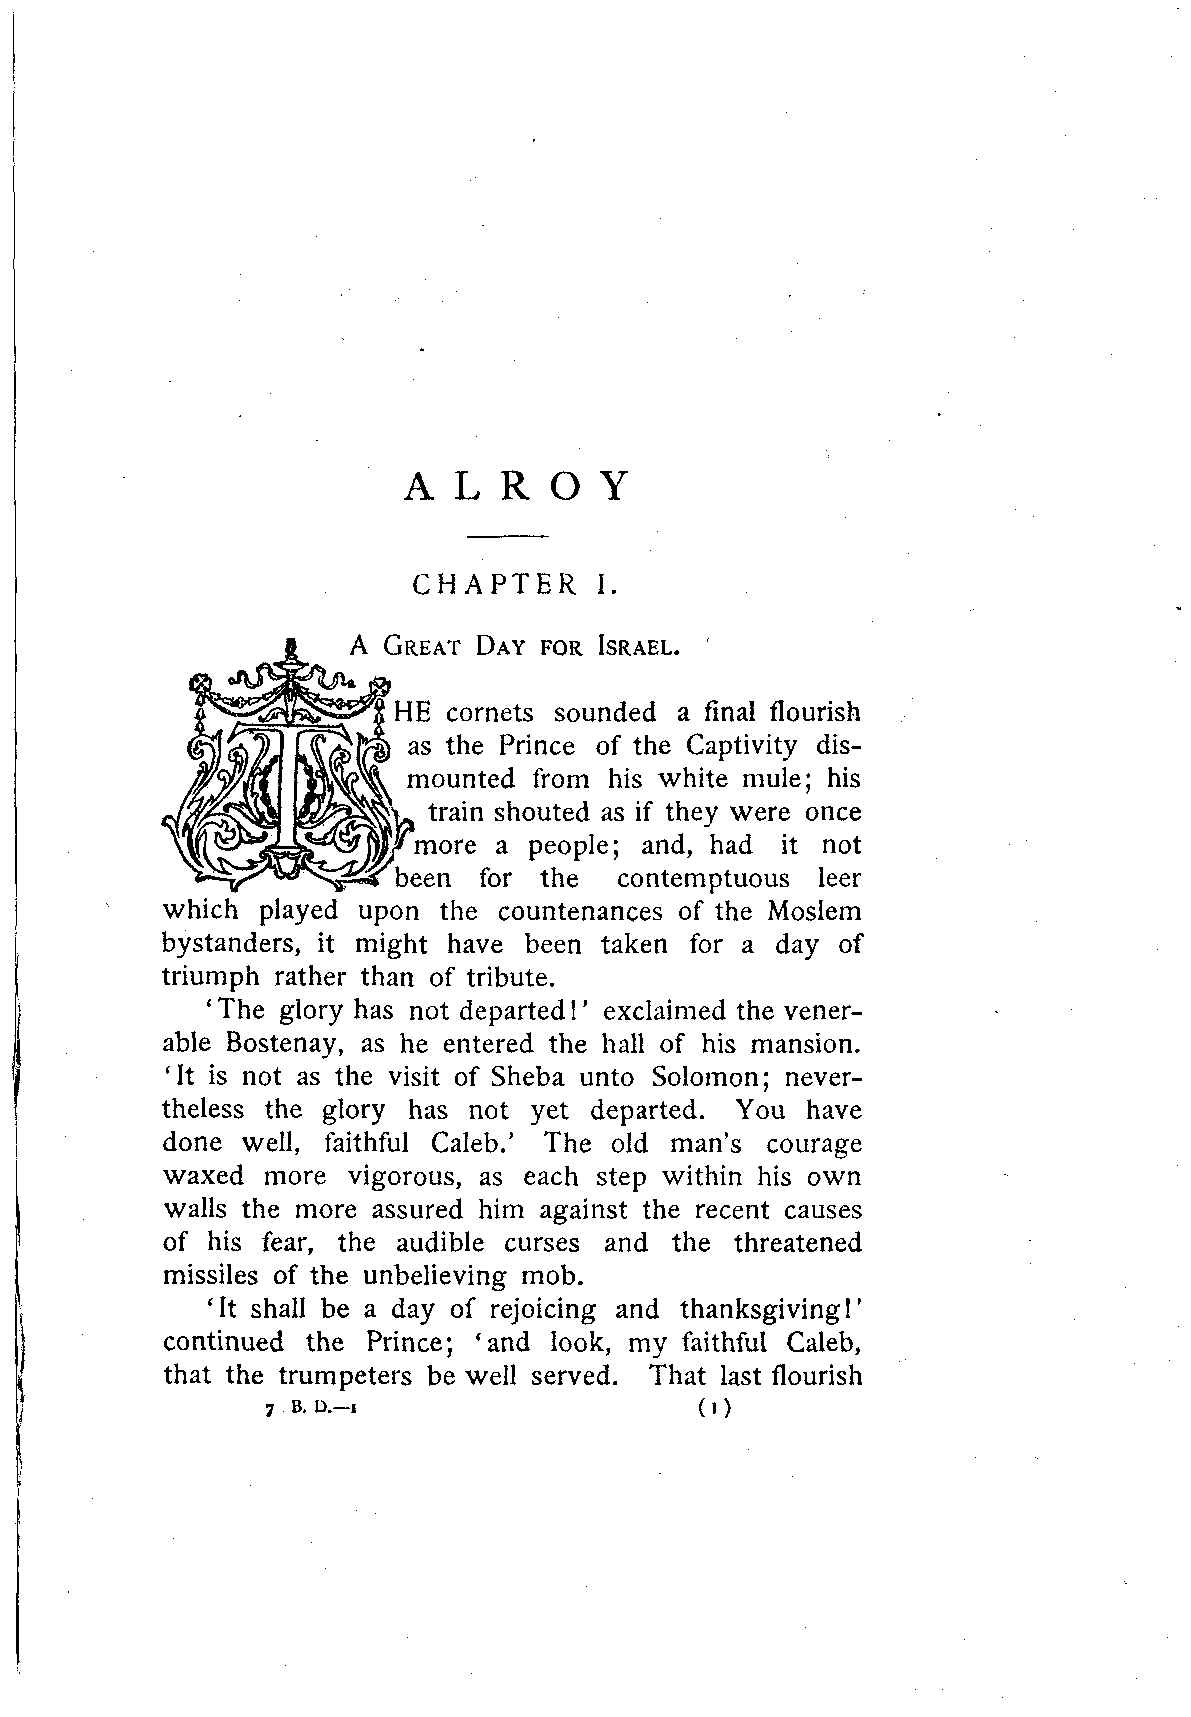 ALROY
CHAPTER I.
A GREAT DAY FOR ISRAEL.
THE cornets sounded a final flourish
as the Prince of the Captivity dis-
mounted from his white mule; his
train shouted as if they were once
more a people; and, had it not
been for the contemptuous leer
which played upon the countenances of the Moslem
bystanders, it might have been taken for a day of
triumph rather than of tribute.
‘The glory has not departed!’ exclaimed the vener-
able Bostenay, as he entered the hall of his mansion.
‘It is not as the visit of Sheba unto Solomon; never-
theless the glory has not yet departed. You have
done well, faithful Caleb.’ The old man's courage
waxed more vigorous, as each step within his own
walls the more assured him against the recent causes
of his fear, the audible curses and the threatened
missiles of the unbelieving mob.
‘It shall be a day of rejoicing and thanksgiving!’
continued the Prince; ‘and look, my faithful Caleb,
that the trumpeters be well served. That last flourish
7 B. D.—1 (1)